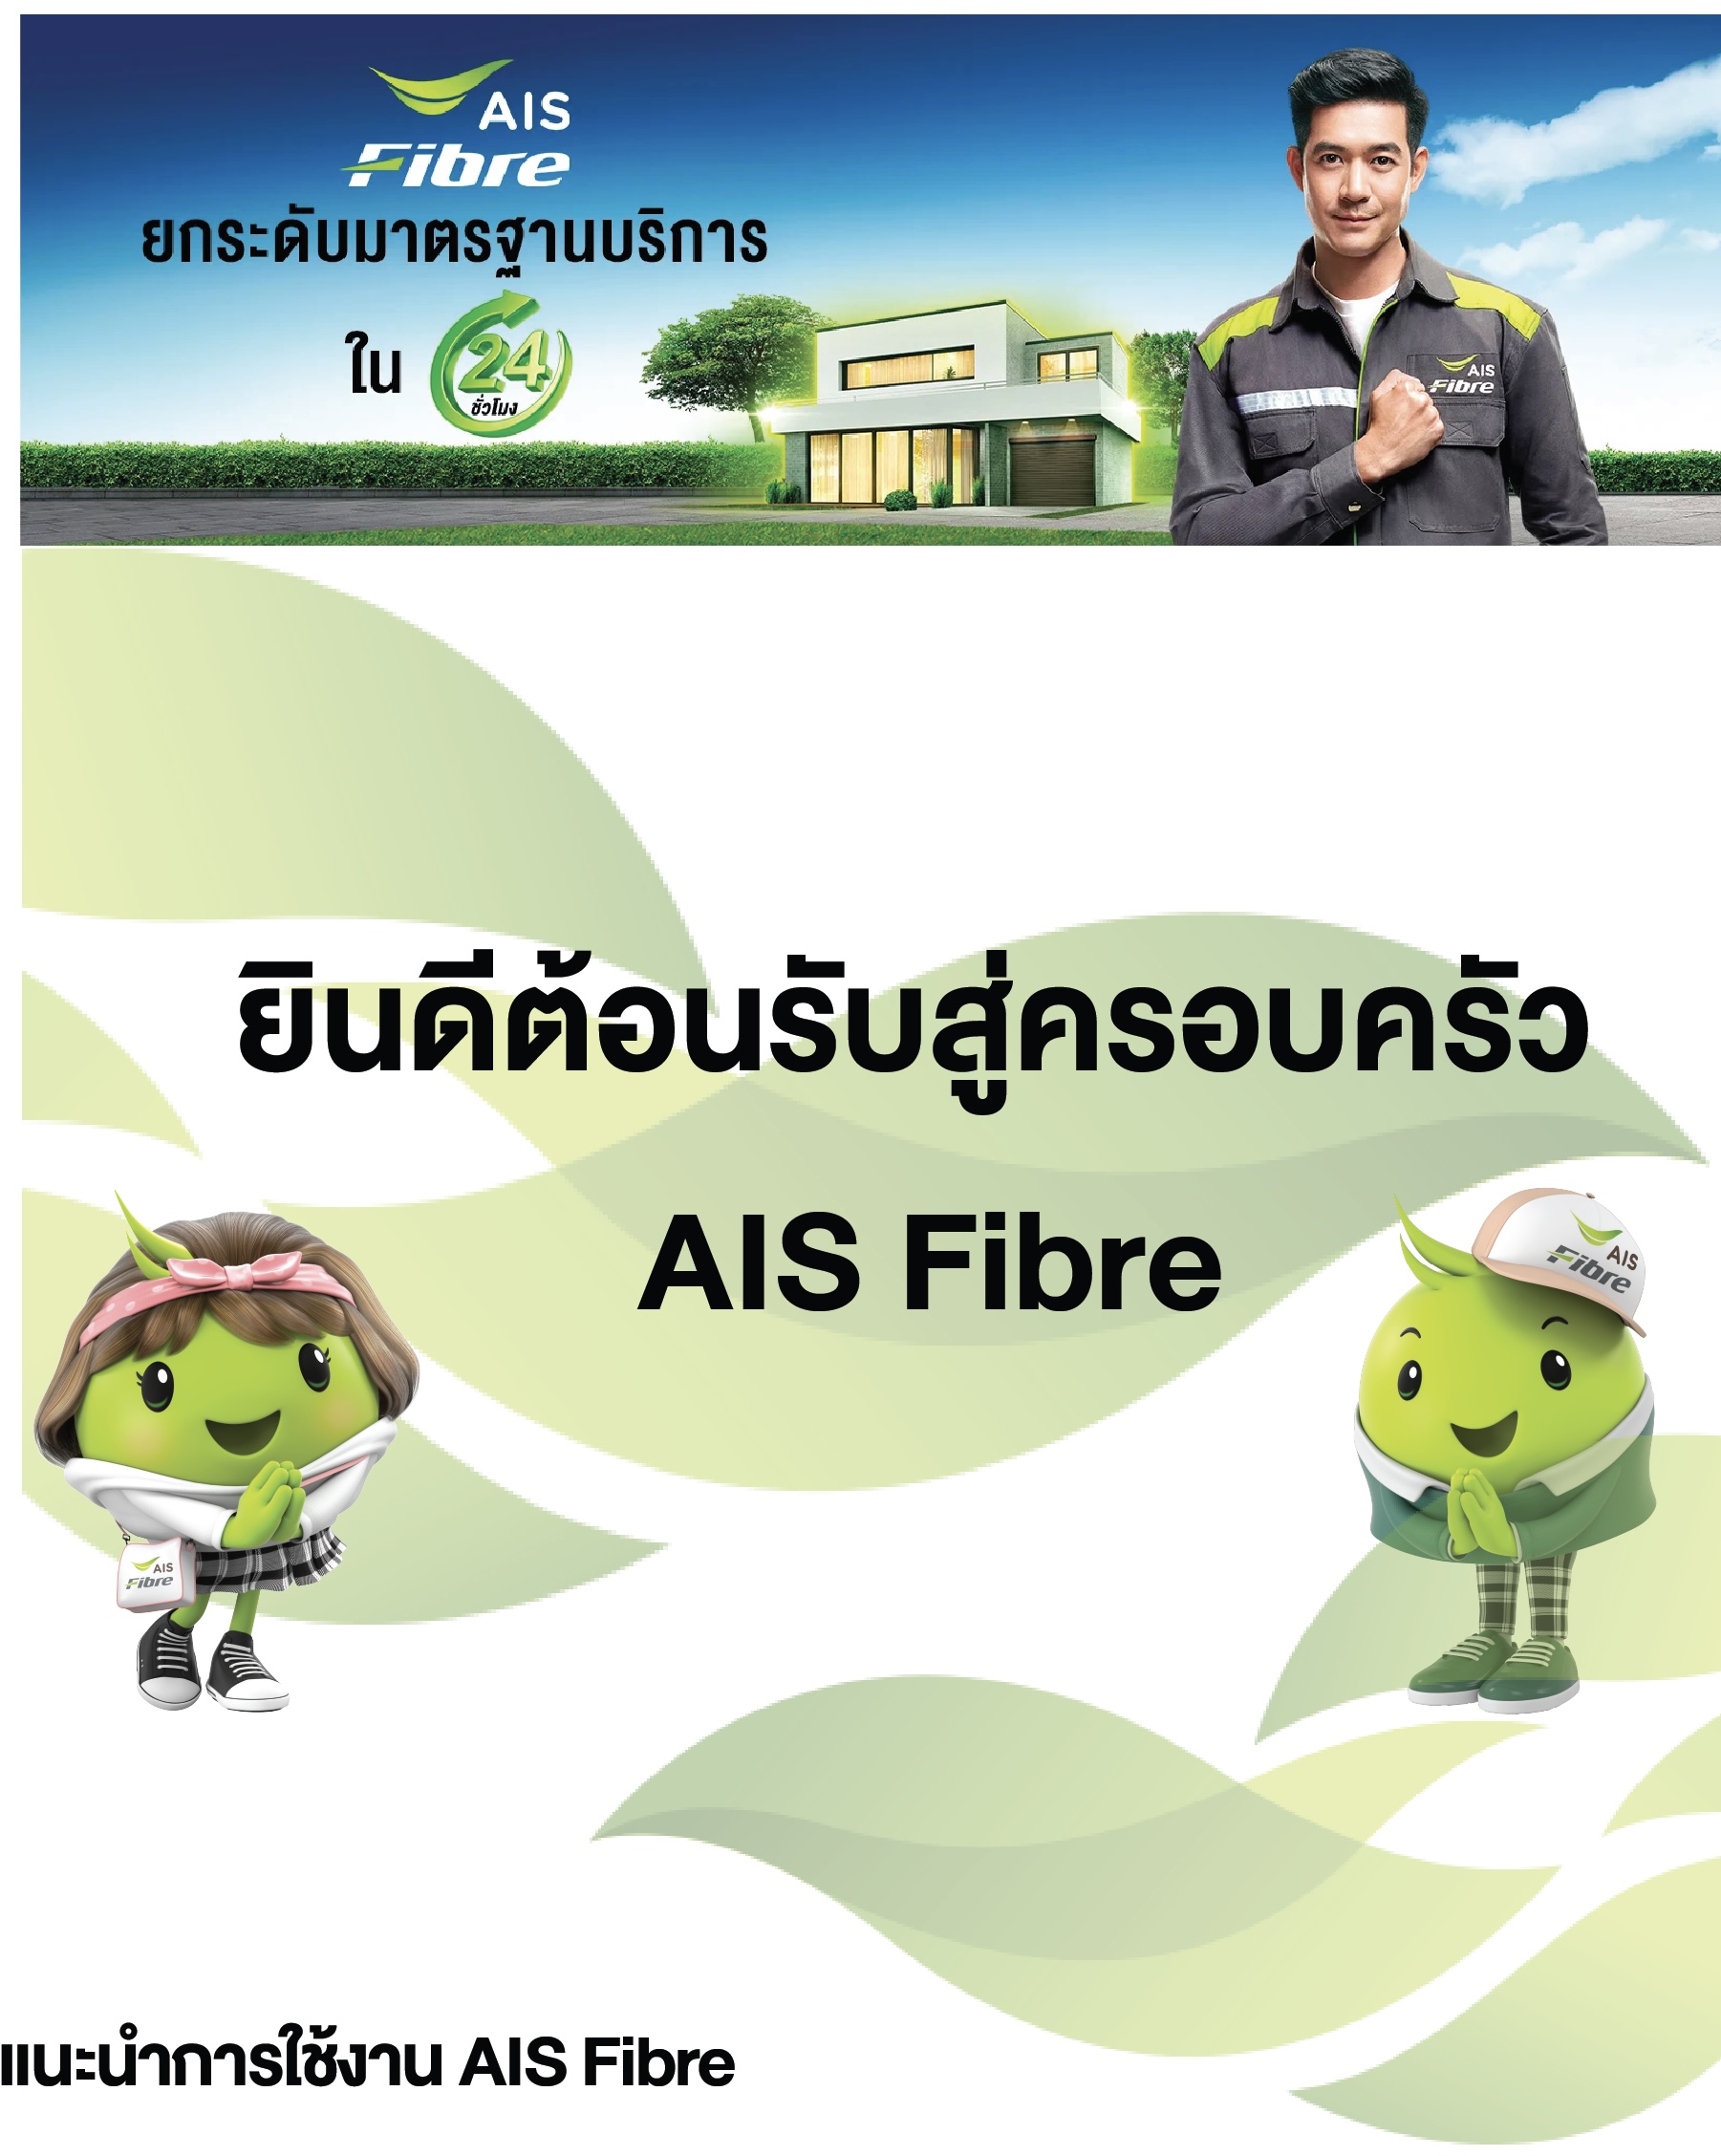 AIS
Fibre
ยกระดับมาตรฐานบริการ
ใน 24
ชั่วโมง
AIS
Fibre
ยินดีต้อนรับสู่ครอบครัว
AIS Fibre
AIS
Fibre
AIS
Fibre
แนะนำการใช้งาน AIS Fibre